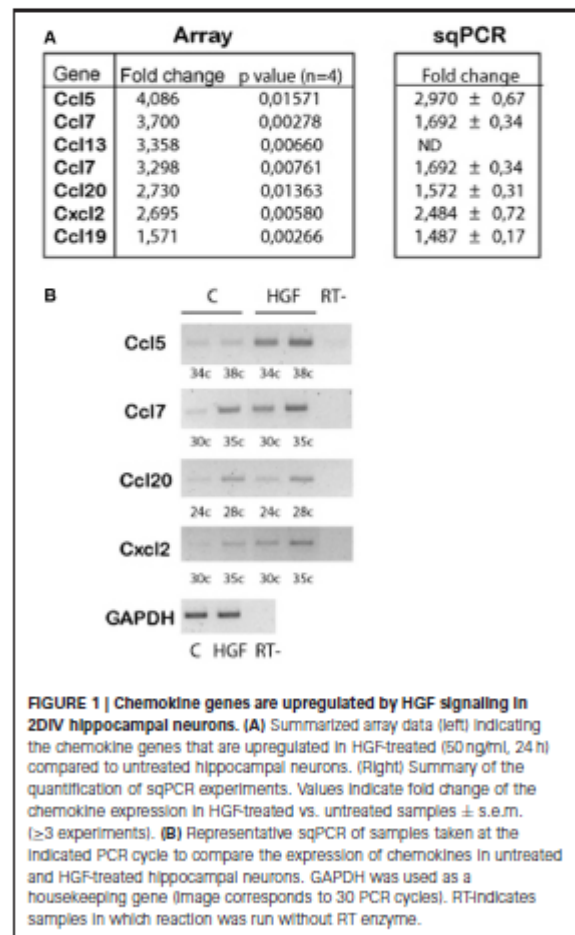 A Array sqPCR
Gene Fold change p value (n=4) Fold change
Ccl5 4,086 0,01571 2,970 ± 0,67
Ccl7 3,700 0,00278 1,692 ± 0,34
Ccl13 3,358 0,00660 ND
Ccl7 3,298 0,00761 1,692 ± 0,34
Ccl20 2,730 0,01363 1,572 ± 0,31
Cxcl2 2,695 0,00580 2,484 ± 0,72
Ccl19 1,571 0,00266 1,487 ± 0,17
B C HGF RT-
Ccl5
34c 38c 34c 38c
Ccl7
30c 35c 30c 35c
Ccl20
24c 28c 24c 28c
Cxcl2
30c 35c 30c 35c
GAPDH
C HGF RT-
FIGURE 1 | Chemokine genes are upregulated by HGF signaling in
2DIV hippocampal neurons. (A) Summarized array data (left) indicating
the chemokine genes that are upregulated in HGF-treated (50 ng/ml, 24 h)
compared to untreated hippocampal neurons. (Right) Summary of the
quantification of sqPCR experiments. Values indicate fold change of the
chemokine expression in HGF-treated vs. untreated samples ± s.e.m.
(≥3 experiments). (B) Representative sqPCR of samples taken at the
indicated PCR cycle to compare the expression of chemokines in untreated
and HGF-treated hippocampal neurons. GAPDH was used as a
housekeeping gene (image corresponds to 30 PCR cycles). RT-indicates
samples in which reaction was run without RT enzyme.